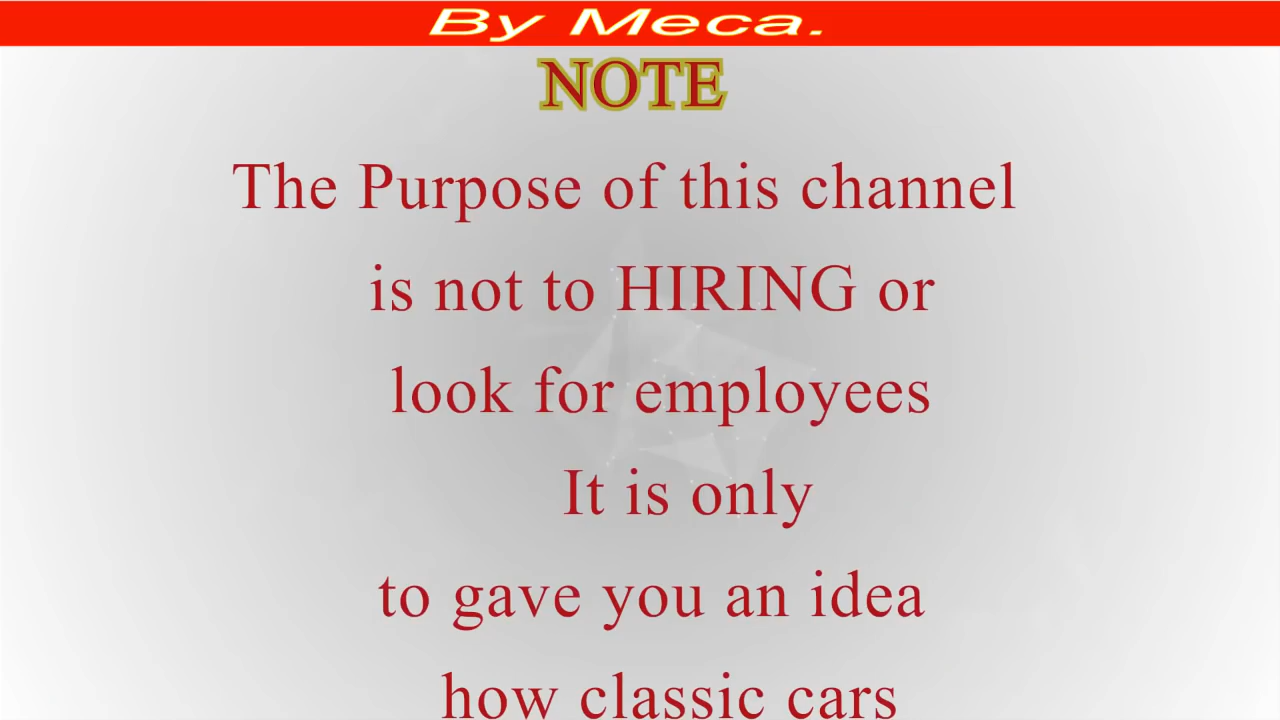 By Meca.
NOTE
The Purpose of this channel
is not to HIRING or
look for employees
It is only
to gave you an idea
how classic cars